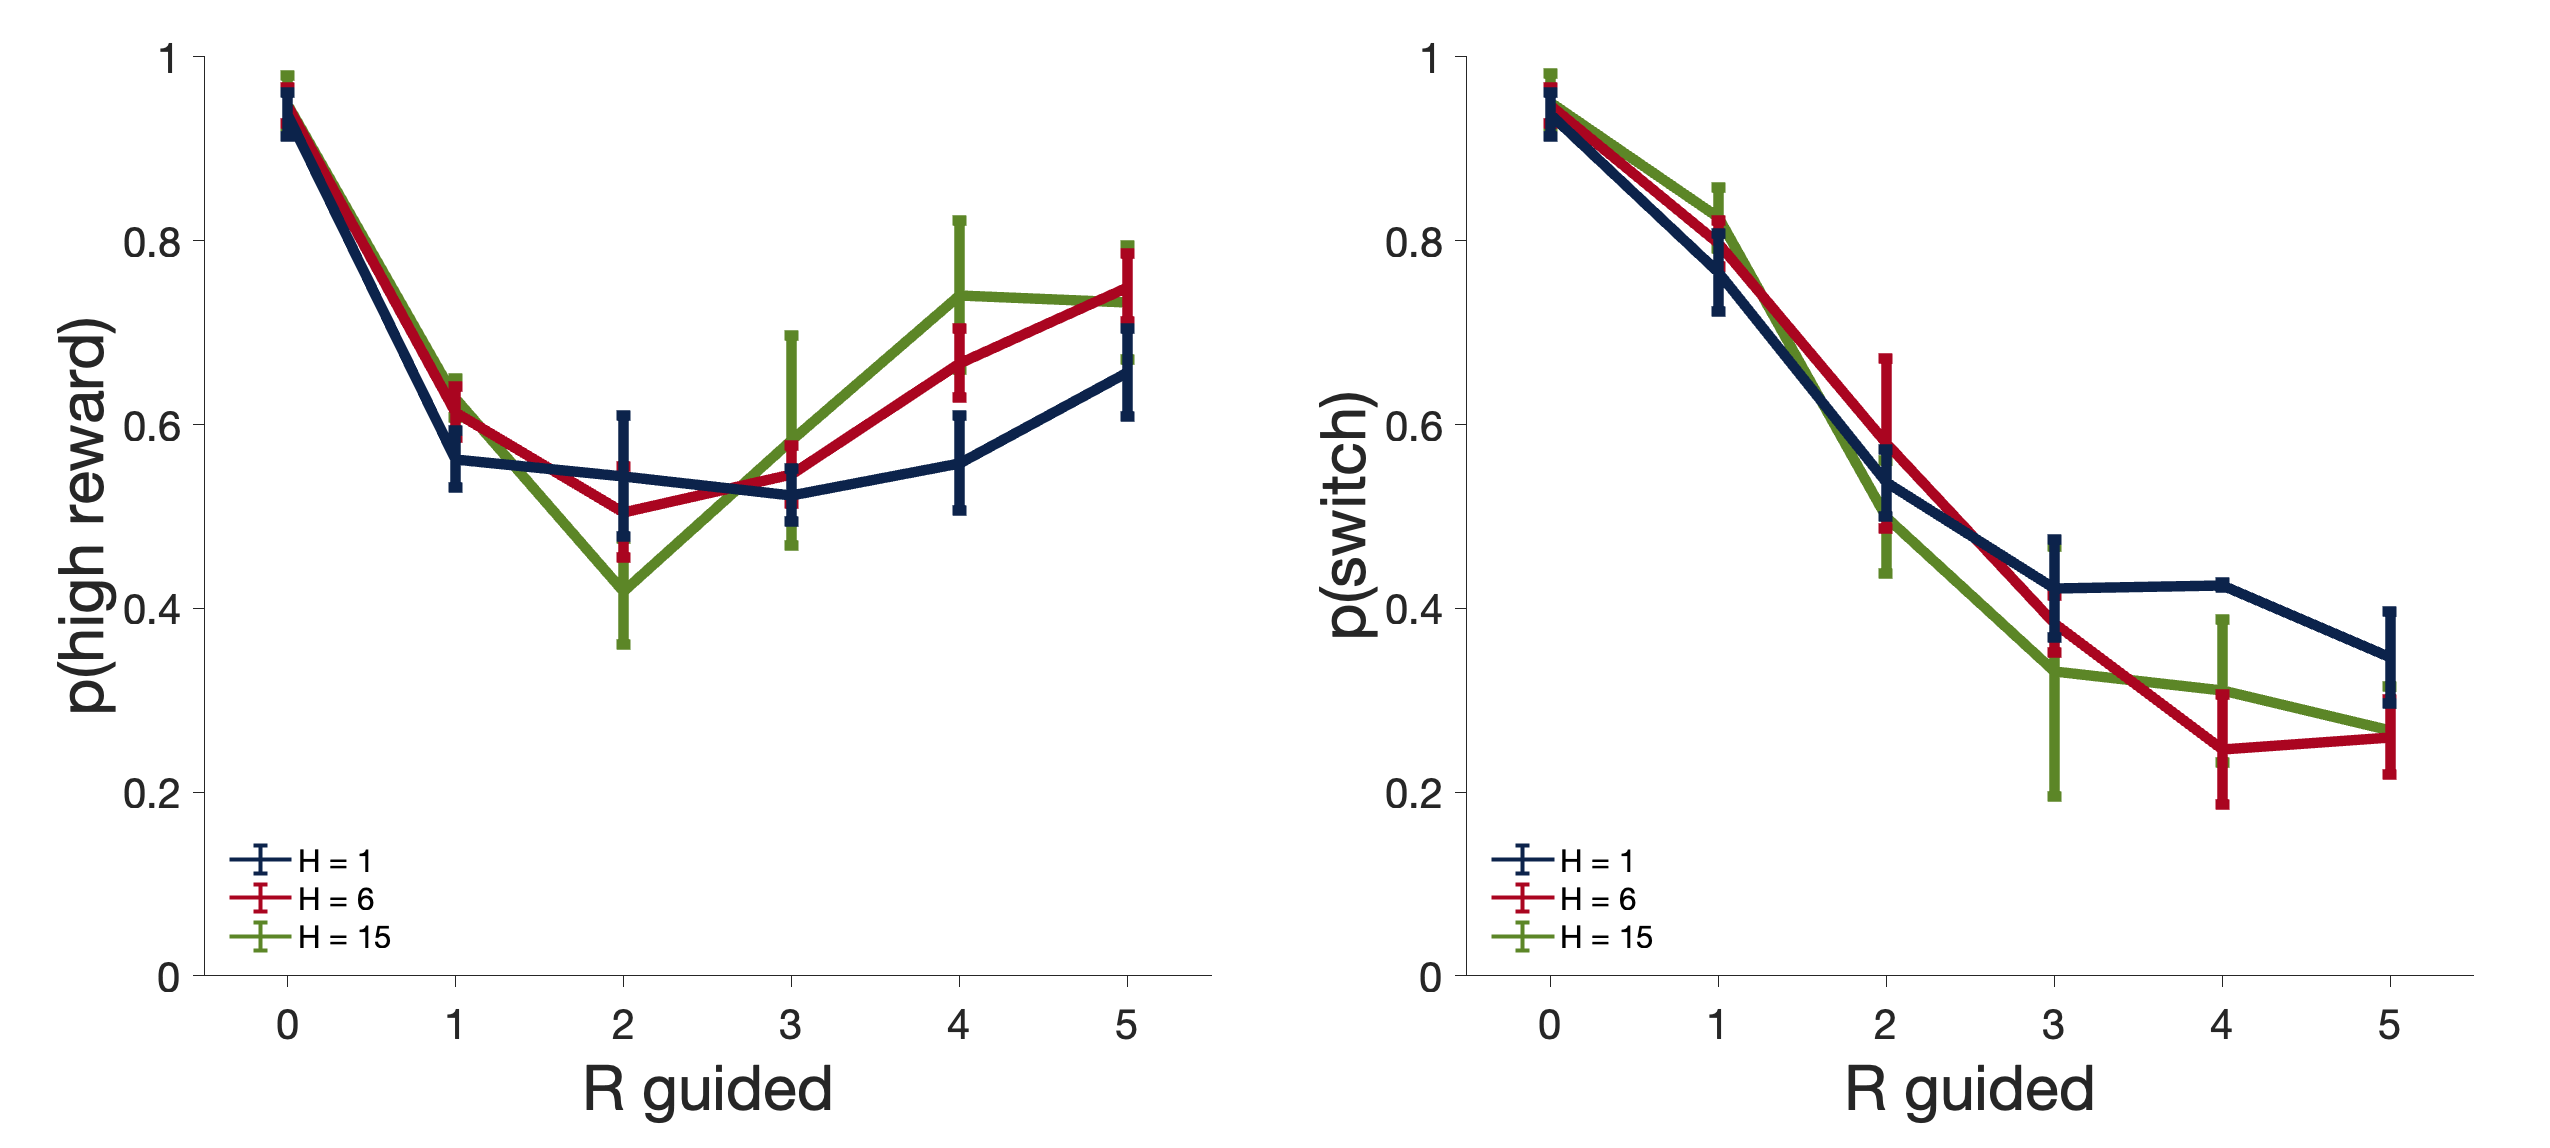 p(high reward)
1
0.8
0.6
0.4
0.2
0
H = 1
H = 6
H = 15
0 1 2 3 4 5
R guided
p(switch)
1
0.8
0.6
0.4
0.2
0
H = 1
H = 6
H = 15
0 1 2 3 4 5
R guided